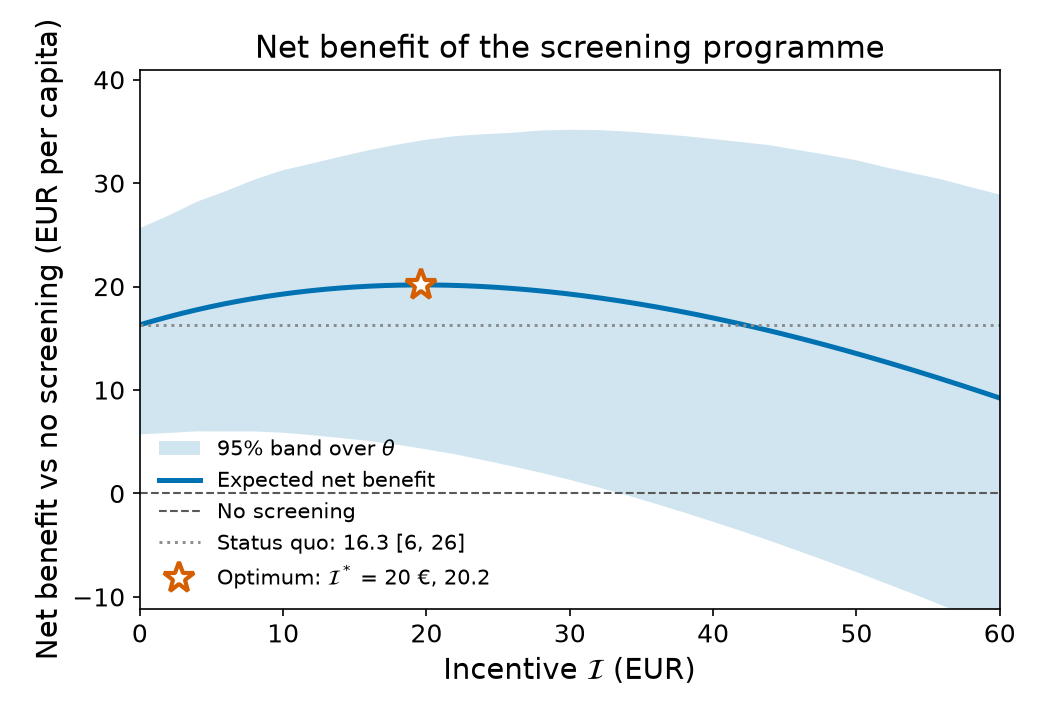 Net benefit of the screening programme
Net benefit vs no screening (EUR per capita)
40
30
20
10
0
−10
95% band over θ
Expected net benefit
No screening
Status quo: 16.3 [6, 26]
Optimum: ℐ* = 20 €, 20.2
0 10 20 30 40 50 60
Incentive ℐ (EUR)